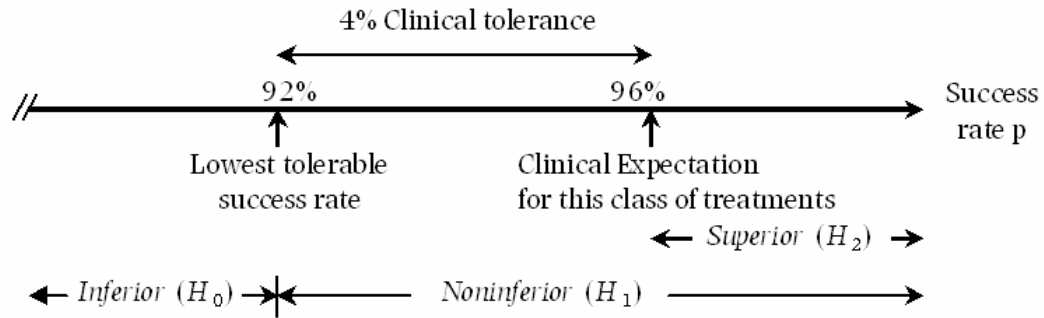 4% Clinical tolerance
92%
96%
Success
rate p
Lowest tolerable
success rate
Clinical Expectation
for this class of treatments
Superior (H₂)
Inferior (H₀)
Noninferior (H₁)